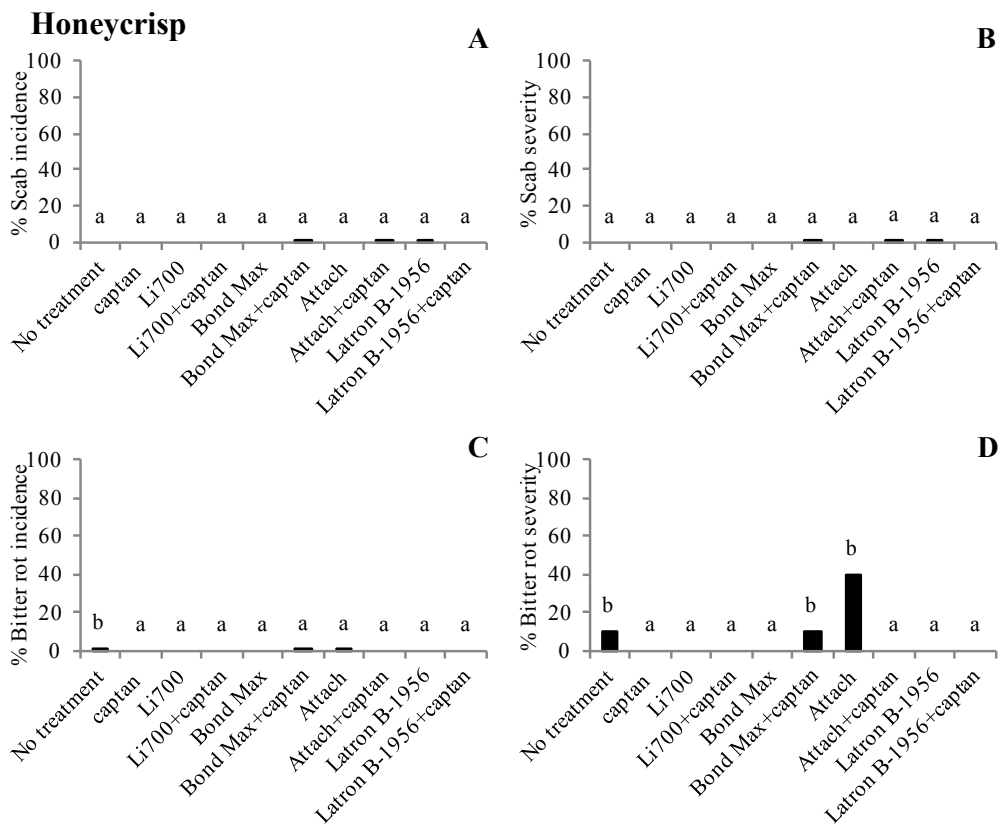 Honeycrisp
A
% Scab incidence
100
80
60
40
20
0
a a a a a a a a a a
No treatment
captan
Li700
Li700+captan
Bond Max
Bond Max+captan
Attach
Attach+captan
Latron B-1956
Latron B-1956+captan
B
% Scab severity
100
80
60
40
20
0
a a a a a a a a a a
No treatment
captan
Li700
Li700+captan
Bond Max
Bond Max+captan
Attach
Attach+captan
Latron B-1956
Latron B-1956+captan
C
% Bitter rot incidence
100
80
60
40
20
0
b a a a a a a a a a
No treatment
captan
Li700
Li700+captan
Bond Max
Bond Max+captan
Attach
Attach+captan
Latron B-1956
Latron B-1956+captan
D
% Bitter rot severity
100
80
60
40
20
0
b a a a a b b a a a
No treatment
captan
Li700
Li700+captan
Bond Max
Bond Max+captan
Attach
Attach+captan
Latron B-1956
Latron B-1956+captan